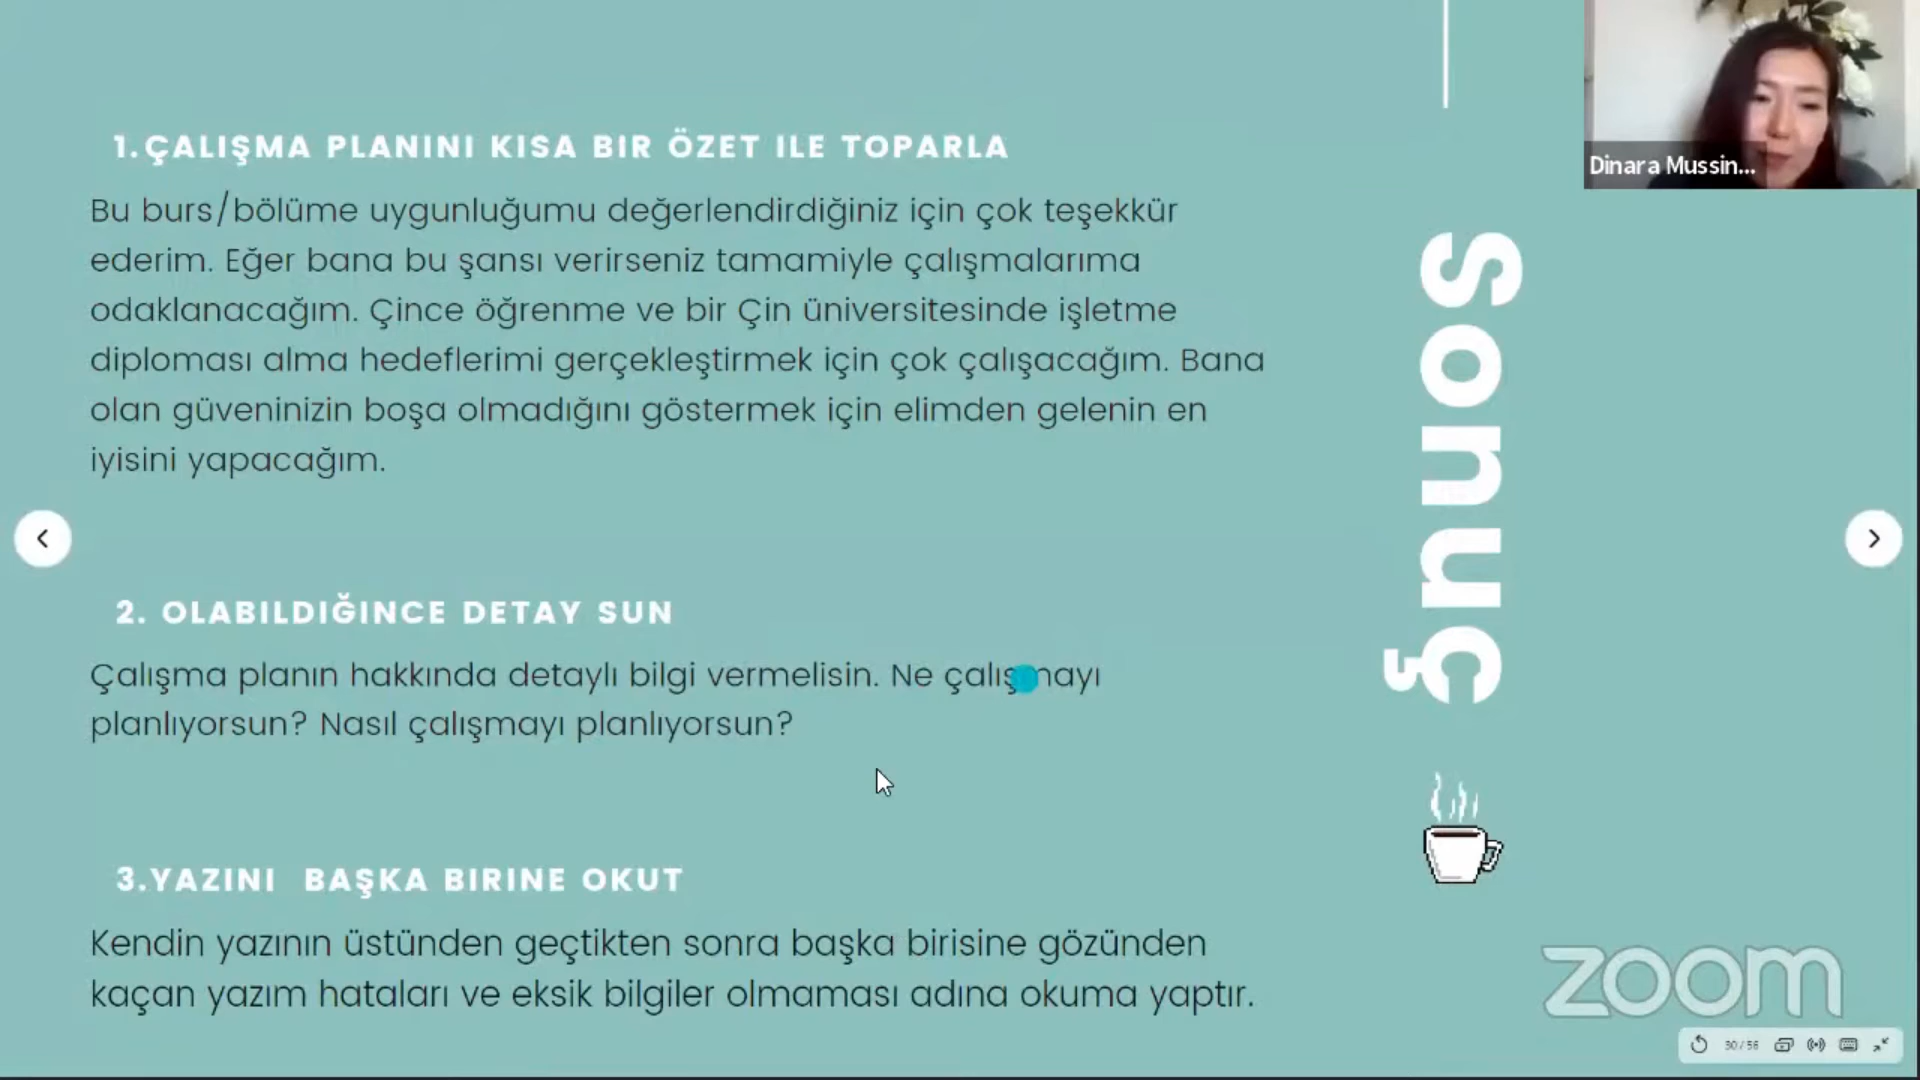 1.ÇALIŞMA PLANINI KISA BIR ÖZET ILE TOPARLA
Bu burs/bölüme uygunluğumu değerlendirdiğiniz için çok teşekkür
ederim. Eğer bana bu şansı verirseniz tamamiyle çalışmalarıma
odaklanacağım. Çince öğrenme ve bir Çin üniversitesinde işletme
diploması alma hedeflerimi gerçekleştirmek için çok çalışacağım. Bana
olan güveninizin boşa olmadığını göstermek için elimden gelenin en
iyisini yapacağım.
2. OLABILDIĞINCE DETAY SUN
Çalışma planın hakkında detaylı bilgi vermelisin. Ne çalışmayı
planlıyorsun? Nasıl çalışmayı planlıyorsun?
3.YAZINI BAŞKA BIRINE OKUT
Kendin yazının üstünden geçtikten sonra başka birisine gözünden
kaçan yazım hataları ve eksik bilgiler olmaması adına okuma yaptır.
Sonuç
Dinara Mussin...
zoom
30/56